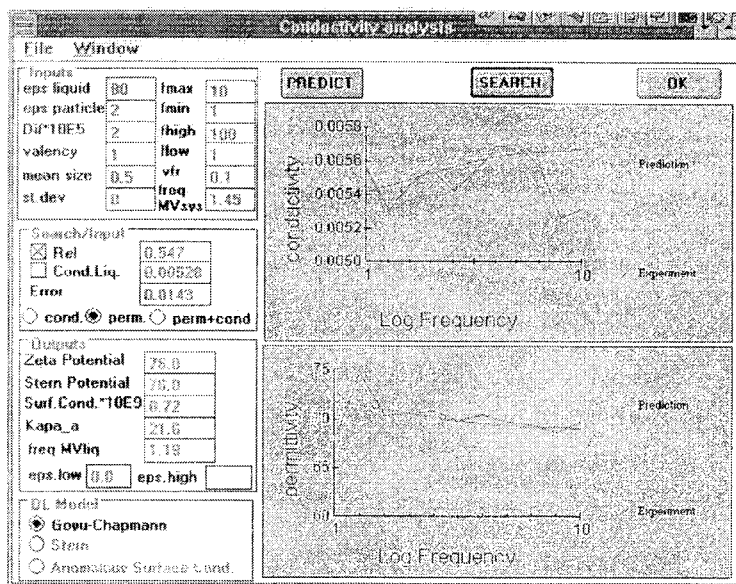 Conductivity analysis
File Window
Inputs
eps liquid 80 fmax 10
eps particle 2 fmin 1
Dif*10E5 2 fhigh 100
valency 1 flow 1
mean size 0.5 vfr 0.1
st.dev 0 freq MVsys 1.45
Search/Input
Rel 0.547
Cond.Liq. 0.00528
Error 0.0143
cond. perm. perm+cond
Outputs
Zeta Potential 76.0
Stern Potential 76.0
Surf.Cond.*10E9 0.72
Kapa_a 21.6
freq MVliq 1.19
eps.low 0.0 eps.high
DL Model
Gouy-Chapmann
Stern
Anomalous Surface Cond.
PREDICT SEARCH OK
conductivity
0.0058
0.0056
0.0054
0.0052
0.0050
1 10
Log Frequency
Prediction
Experiment
permittivity
75
70
65
60
1 10
Log Frequency
Prediction
Experiment